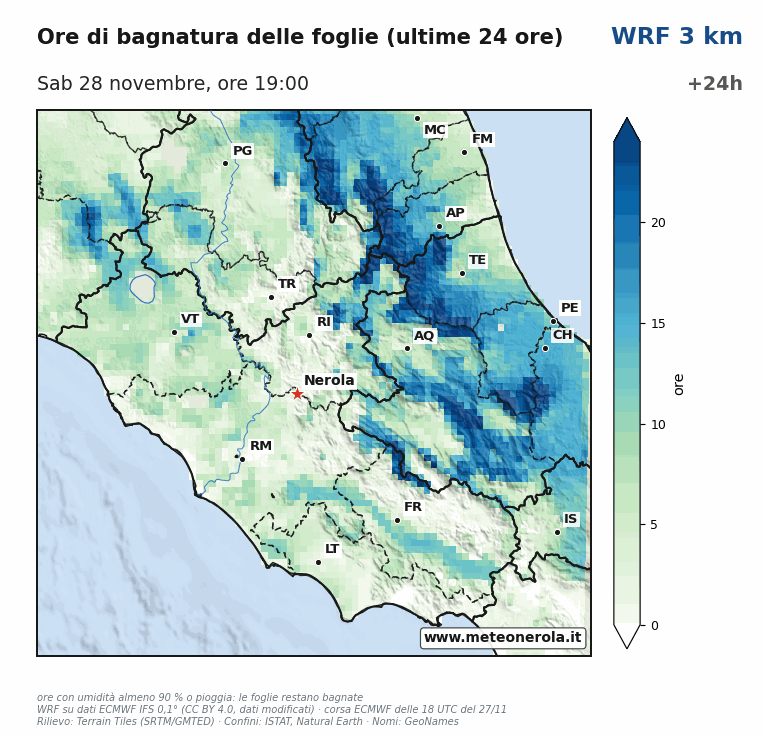 Ore di bagnatura delle foglie (ultime 24 ore)
WRF 3 km
Sab 28 novembre, ore 19:00
+24h
MC
FM
PG
AP
TE
TR
PE
VT
RI
AQ
CH
Nerola
RM
FR
IS
LT
www.meteonerola.it
20
15
10
5
0
ore
ore con umidità almeno 90 % o pioggia: le foglie restano bagnate
WRF su dati ECMWF IFS 0,1° (CC BY 4.0, dati modificati) · corsa ECMWF delle 18 UTC del 27/11
Rilievo: Terrain Tiles (SRTM/GMTED) · Confini: ISTAT, Natural Earth · Nomi: GeoNames